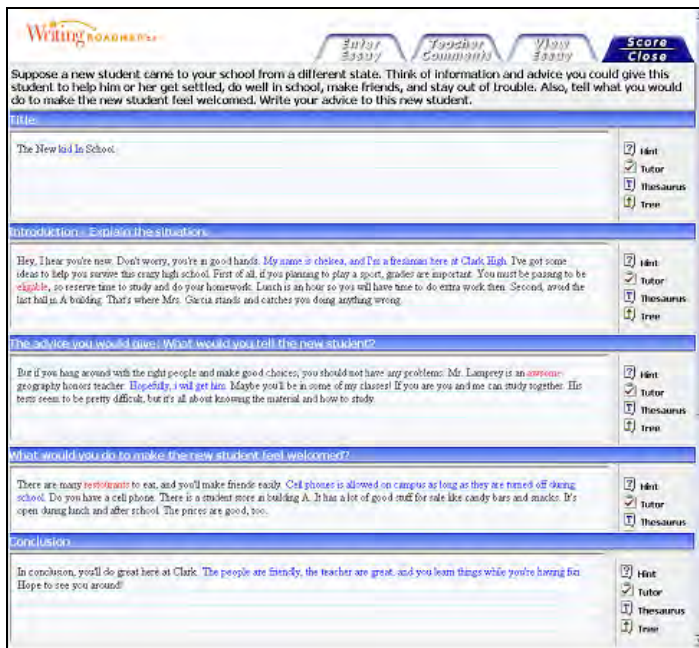 Writing ROADMAP 2.0
Enter Essay
Teacher Comments
View Essay
Score Close
Suppose a new student came to your school from a different state. Think of information and advice you could give this
student to help him or her get settled, do well in school, make friends, and stay out of trouble. Also, tell what you would
do to make the new student feel welcomed. Write your advice to this new student.
Title:
The New kid In School
Hint
Tutor
Thesaurus
Tree
Introduction - Explain the situation:
Hey, I hear you're new. Don't worry, you're in good hands. My name is chelsea, and I'm a freshman here at Clark High. I've got some
ideas to help you survive this crazy high school. First of all, if you planning to play a sport, grades are important. You must be passing to be
, so reserve time to study and do your homework. Lunch is an hour so you will have time to do extra work then. Second, avoid the
last hall in A building. That's where Mrs. Garcia stands and catches you doing anything wrong.
Hint
Tutor
Thesaurus
Tree
The advice you would give: What would you tell the new student?
But if you hang around with the right people and make good choices, you should not have any problems. Mr. Lamprey is an
geography honors teacher. Hopefully, i will get him. Maybe you'll be in some of my classes! If you are you and me can study together. His
tests seem to be pretty difficult, but it's all about knowing the material and how to study.
Hint
Tutor
Thesaurus
Tree
What would you do to make the new student feel welcomed?
There are many to eat, and you'll make friends easily. Cell phones is allowed on campus as long as they are turned off during
school. Do you have a cell phone. There is a student store in building A. It has a lot of good stuff for sale like candy bars and snacks. It's
open during lunch and after school. The prices are good, too.
Hint
Tutor
Thesaurus
Conclusion
In conclusion, you'll do great here at Clark. The people are friendly, the teacher are great, and you learn things while you're having fun.
Hope to see you around!
Hint
Tutor
Thesaurus
Tree